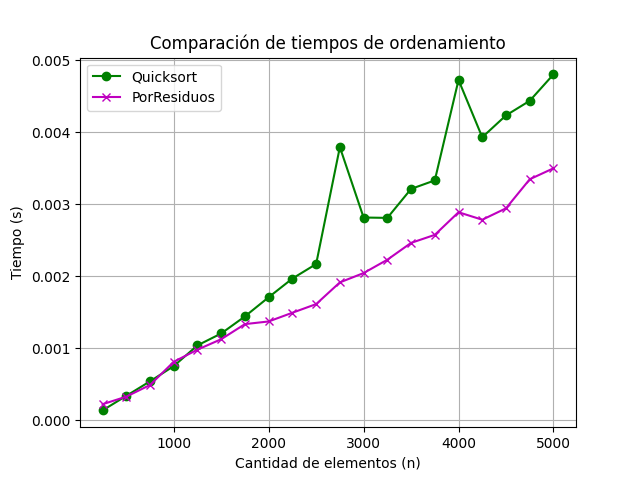 Comparación de tiempos de ordenamiento
Quicksort
PorResiduos
Tiempo (s)
0.005
0.004
0.003
0.002
0.001
0.000
1000 2000 3000 4000 5000
Cantidad de elementos (n)